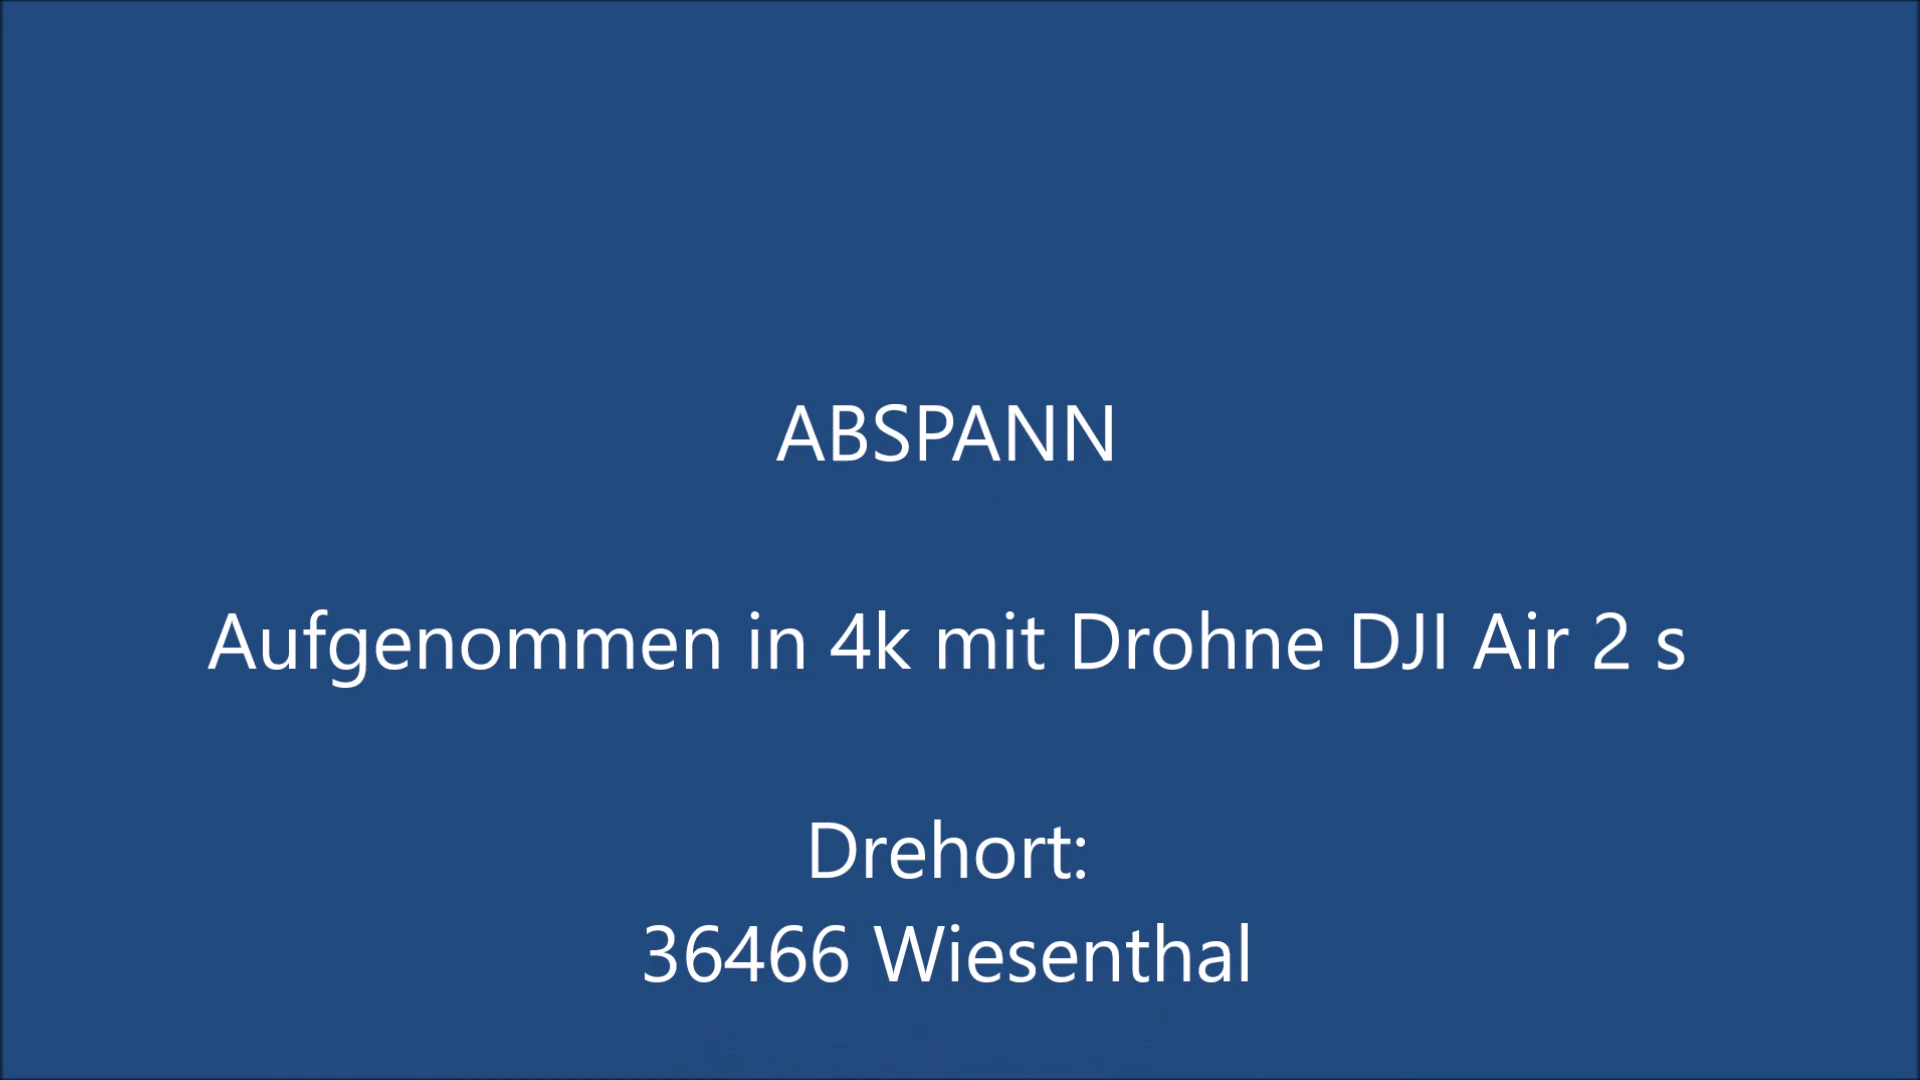 ABSPANN
Aufgenommen in 4k mit Drohne DJI Air 2 s
Drehort:
36466 Wiesenthal